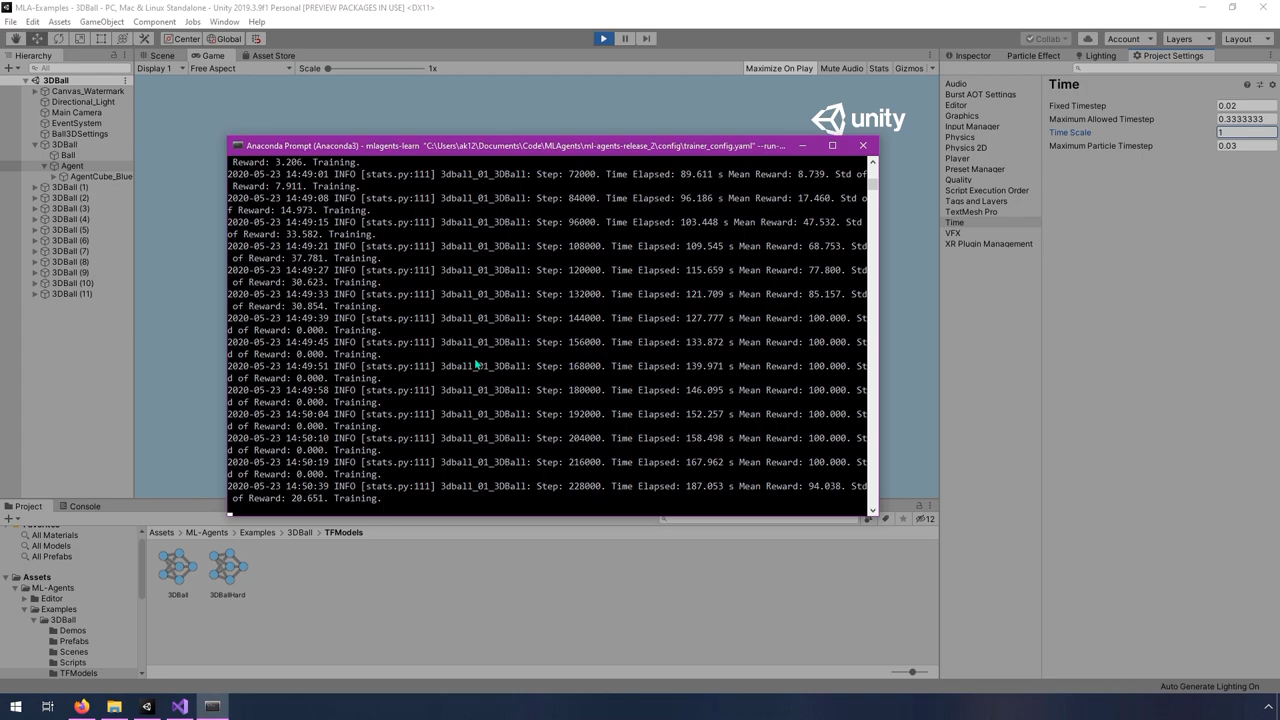 MLA-Examples - 3DBall - PC, Mac & Linux Standalone - Unity 2019.3.9f1 Personal [PREVIEW PACKAGES IN USE] <DX11>
File Edit Assets GameObject Component Jobs Window Help
Center Global
Collab Account Layers Layout
Hierarchy
All
3DBall
Canvas_Watermark
Directional_Light
Main Camera
EventSystem
Ball3DSettings
3DBall
Ball
Agent
AgentCube_Blue
3DBall (1)
3DBall (2)
3DBall (3)
3DBall (4)
3DBall (5)
3DBall (6)
3DBall (7)
3DBall (8)
3DBall (9)
3DBall (10)
3DBall (11)
Scene Game Asset Store
Display 1 Free Aspect Scale 1x Maximize On Play Mute Audio Stats Gizmos
unity
Anaconda Prompt (Anaconda3) - mlagents-learn "C:\Users\ak12\Documents\Code\MLAgents\ml-agents-release_2\config\trainer_config.yaml" --run-...
Reward: 3.206. Training.
2020-05-23 14:49:01 INFO [stats.py:111] 3dball_01_3DBall: Step: 72000. Time Elapsed: 89.611 s Mean Reward: 8.739. Std of
Reward: 7.911. Training.
2020-05-23 14:49:08 INFO [stats.py:111] 3dball_01_3DBall: Step: 84000. Time Elapsed: 96.186 s Mean Reward: 17.460. Std o
f Reward: 14.973. Training.
2020-05-23 14:49:15 INFO [stats.py:111] 3dball_01_3DBall: Step: 96000. Time Elapsed: 103.448 s Mean Reward: 47.532. Std
of Reward: 33.582. Training.
2020-05-23 14:49:21 INFO [stats.py:111] 3dball_01_3DBall: Step: 108000. Time Elapsed: 109.545 s Mean Reward: 68.753. Std
of Reward: 37.781. Training.
2020-05-23 14:49:27 INFO [stats.py:111] 3dball_01_3DBall: Step: 120000. Time Elapsed: 115.659 s Mean Reward: 77.800. Std
of Reward: 30.623. Training.
2020-05-23 14:49:33 INFO [stats.py:111] 3dball_01_3DBall: Step: 132000. Time Elapsed: 121.709 s Mean Reward: 85.157. Std
of Reward: 30.854. Training.
2020-05-23 14:49:39 INFO [stats.py:111] 3dball_01_3DBall: Step: 144000. Time Elapsed: 127.777 s Mean Reward: 100.000. St
d of Reward: 0.000. Training.
2020-05-23 14:49:45 INFO [stats.py:111] 3dball_01_3DBall: Step: 156000. Time Elapsed: 133.872 s Mean Reward: 100.000. St
d of Reward: 0.000. Training.
2020-05-23 14:49:51 INFO [stats.py:111] 3dball_01_3DBall: Step: 168000. Time Elapsed: 139.971 s Mean Reward: 100.000. St
d of Reward: 0.000. Training.
2020-05-23 14:49:58 INFO [stats.py:111] 3dball_01_3DBall: Step: 180000. Time Elapsed: 146.095 s Mean Reward: 100.000. St
d of Reward: 0.000. Training.
2020-05-23 14:50:04 INFO [stats.py:111] 3dball_01_3DBall: Step: 192000. Time Elapsed: 152.257 s Mean Reward: 100.000. St
d of Reward: 0.000. Training.
2020-05-23 14:50:10 INFO [stats.py:111] 3dball_01_3DBall: Step: 204000. Time Elapsed: 158.498 s Mean Reward: 100.000. St
d of Reward: 0.000. Training.
2020-05-23 14:50:19 INFO [stats.py:111] 3dball_01_3DBall: Step: 216000. Time Elapsed: 167.962 s Mean Reward: 100.000. St
d of Reward: 0.000. Training.
2020-05-23 14:50:39 INFO [stats.py:111] 3dball_01_3DBall: Step: 228000. Time Elapsed: 187.053 s Mean Reward: 94.038. Std
of Reward: 20.651. Training.
Inspector Particle Effect Lighting Project Settings
Audio
Burst AOT Settings
Editor
Graphics
Input Manager
Physics
Physics 2D
Player
Preset Manager
Quality
Script Execution Order
Tags and Layers
TextMesh Pro
Time
VFX
XR Plugin Management
Time
Fixed Timestep 0.02
Maximum Allowed Timestep 0.3333333
Time Scale 1
Maximum Particle Timestep 0.03
Project Console
12
Favorites
All Materials
All Models
All Prefabs
Assets
ML-Agents
Editor
Examples
3DBall
Demos
Prefabs
Scenes
Scripts
TFModels
Assets ML-Agents Examples 3DBall TFModels
3DBall 3DBallHard
Auto Generate Lighting On